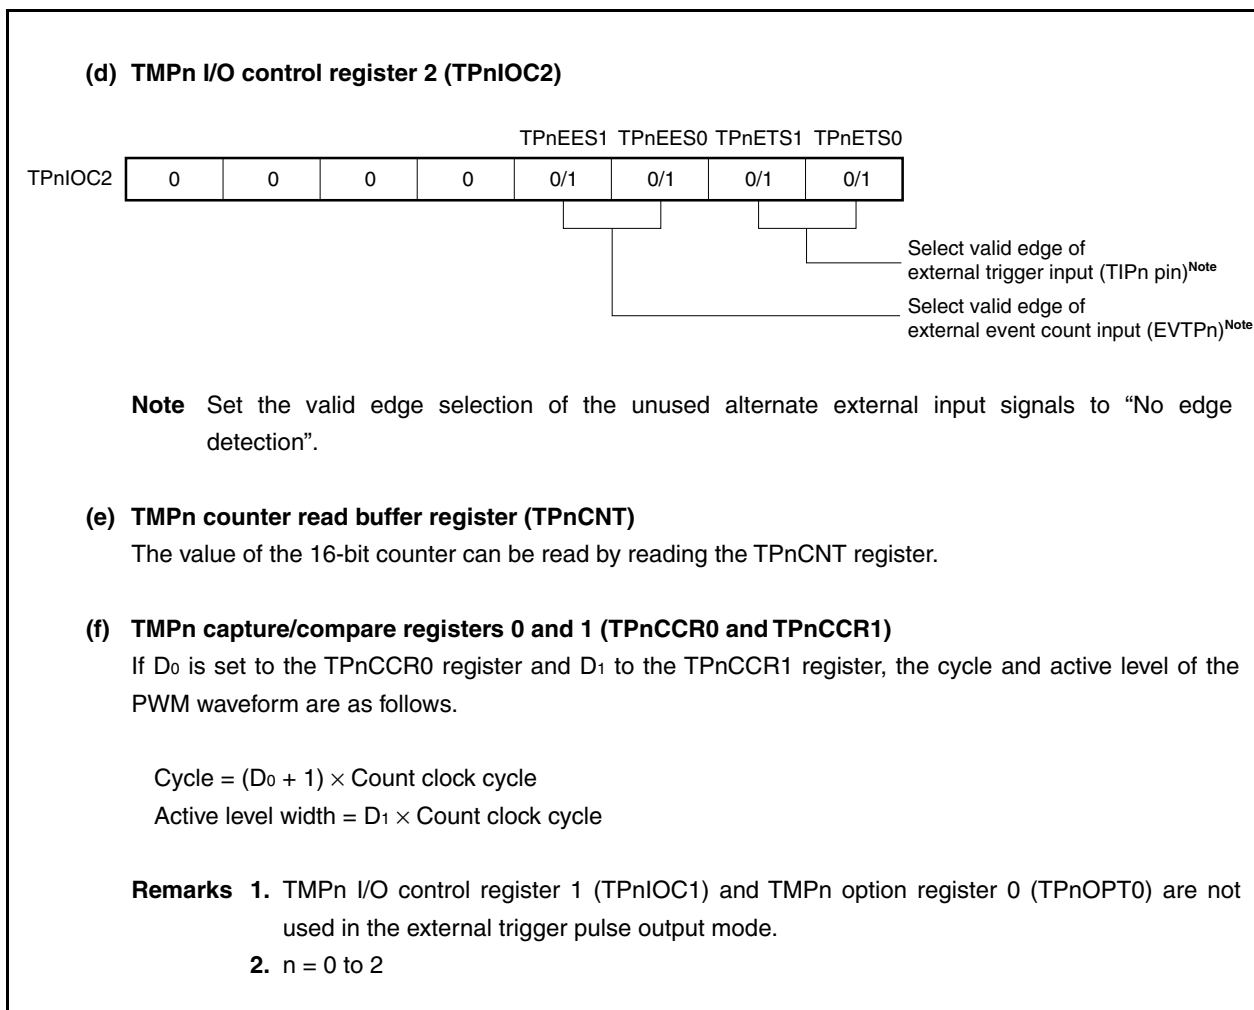 (d) TMPn I/O control register 2 (TPnIOC2)
TPnEES1 TPnEES0 TPnETS1 TPnETS0
TPnIOC2 0 0 0 0 0/1 0/1 0/1 0/1
Select valid edge of
external trigger input (TIPn pin)Note
Select valid edge of
external event count input (EVTPn)Note
Note Set the valid edge selection of the unused alternate external input signals to “No edge
detection”.
(e) TMPn counter read buffer register (TPnCNT)
The value of the 16-bit counter can be read by reading the TPnCNT register.
(f) TMPn capture/compare registers 0 and 1 (TPnCCR0 and TPnCCR1)
If D0 is set to the TPnCCR0 register and D1 to the TPnCCR1 register, the cycle and active level of the
PWM waveform are as follows.
Cycle = (D0 + 1) × Count clock cycle
Active level width = D1 × Count clock cycle
Remarks 1. TMPn I/O control register 1 (TPnIOC1) and TMPn option register 0 (TPnOPT0) are not
used in the external trigger pulse output mode.
2. n = 0 to 2